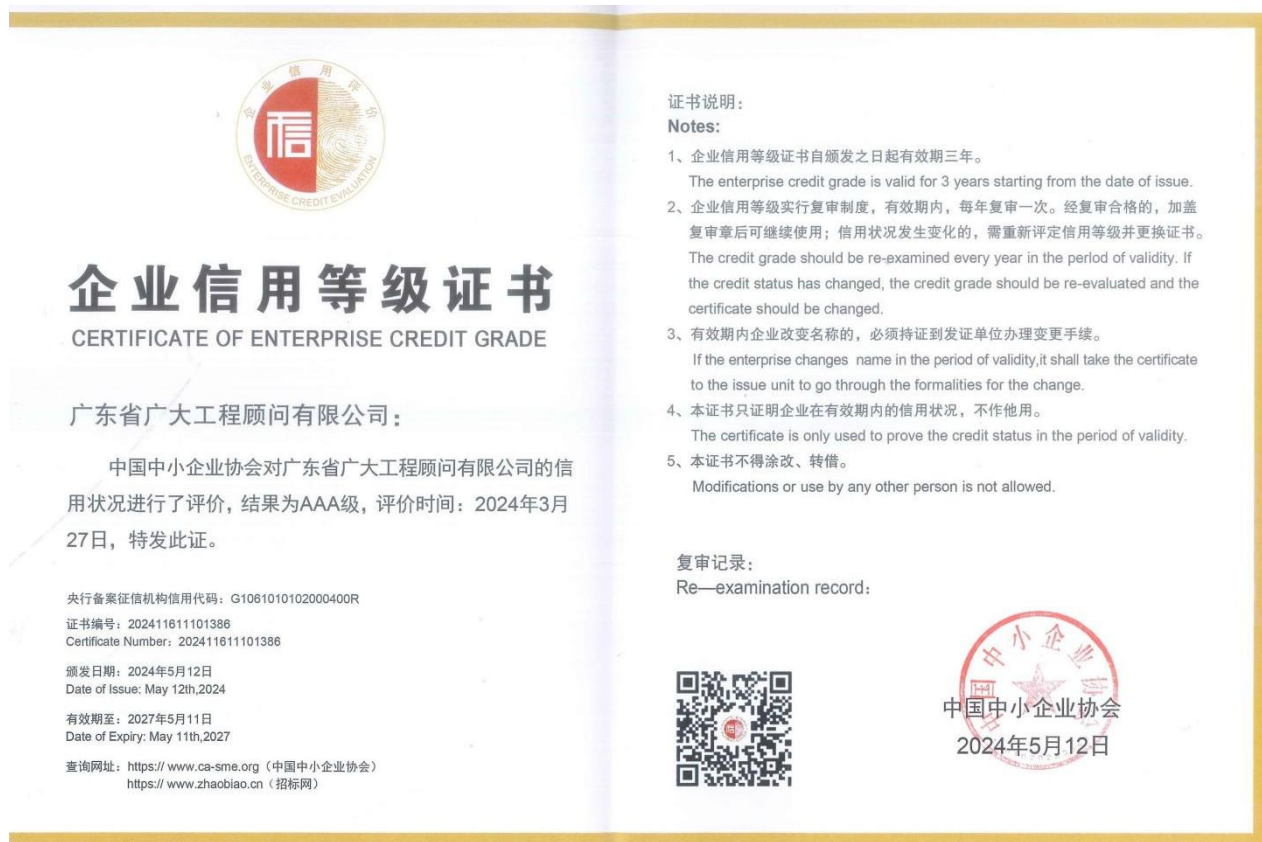 企业信用评价
信
ENTERPRISE CREDIT EVALUATION
企业信用等级证书
CERTIFICATE OF ENTERPRISE CREDIT GRADE
广东省广大工程顾问有限公司：
中国中小企业协会对广东省广大工程顾问有限公司的信
用状况进行了评价，结果为AAA级，评价时间：2024年3月
27日，特发此证。
央行备案征信机构信用代码：G1061010102000400R
证书编号：202411611101386
Certificate Number：202411611101386
颁发日期：2024年5月12日
Date of Issue: May 12th,2024
有效期至：2027年5月11日
Date of Expiry: May 11th,2027
查询网址：https:// www.ca-sme.org（中国中小企业协会）
https:// www.zhaobiao.cn（招标网）
证书说明：
Notes:
1、企业信用等级证书自颁发之日起有效期三年。
The enterprise credit grade is valid for 3 years starting from the date of issue.
2、企业信用等级实行复审制度，有效期内，每年复审一次。经复审合格的，加盖
复审章后可继续使用；信用状况发生变化的，需重新评定信用等级并更换证书。
The credit grade should be re-examined every year in the perlod of validity. If
the credit status has changed, the credit grade should be re-evaluated and the
certificate should be changed.
3、有效期内企业改变名称的，必须持证到发证单位办理变更手续。
If the enterprise changes name in the period of validity,it shall take the certificate
to the issue unit to go through the formalities for the change.
4、本证书只证明企业在有效期内的信用状况，不作他用。
The certificate is only used to prove the credit status in the period of validity.
5、本证书不得涂改、转借。
Modifications or use by any other person is not allowed.
复审记录：
Re—examination record：
中国中小企业协会
中国中小企业协会
2024年5月12日